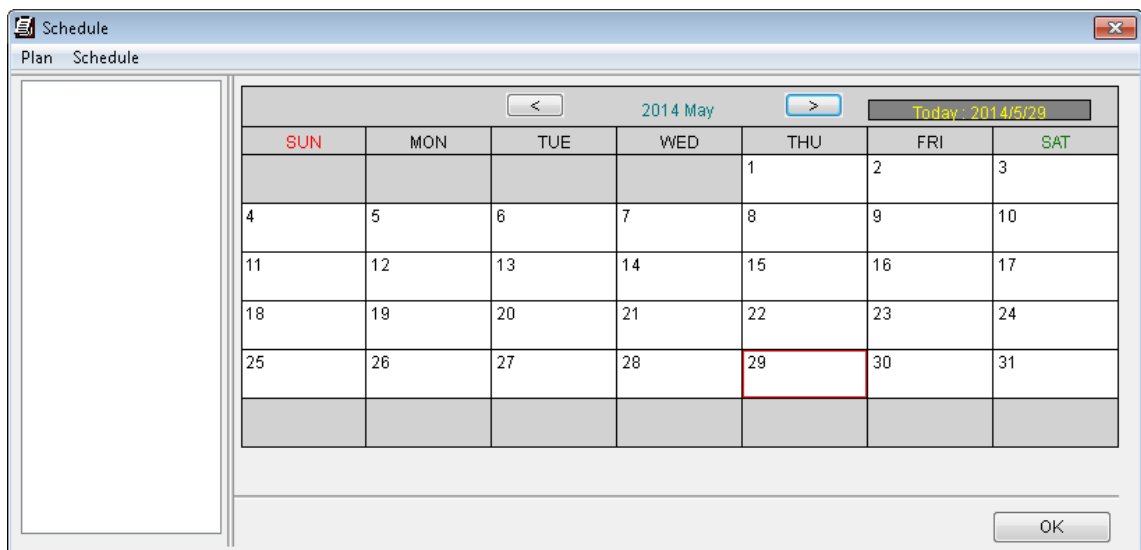 Schedule
Plan Schedule
< 2014 May > Today : 2014/5/29
SUN MON TUE WED THU FRI SAT
1 2 3
4 5 6 7 8 9 10
11 12 13 14 15 16 17
18 19 20 21 22 23 24
25 26 27 28 29 30 31
OK